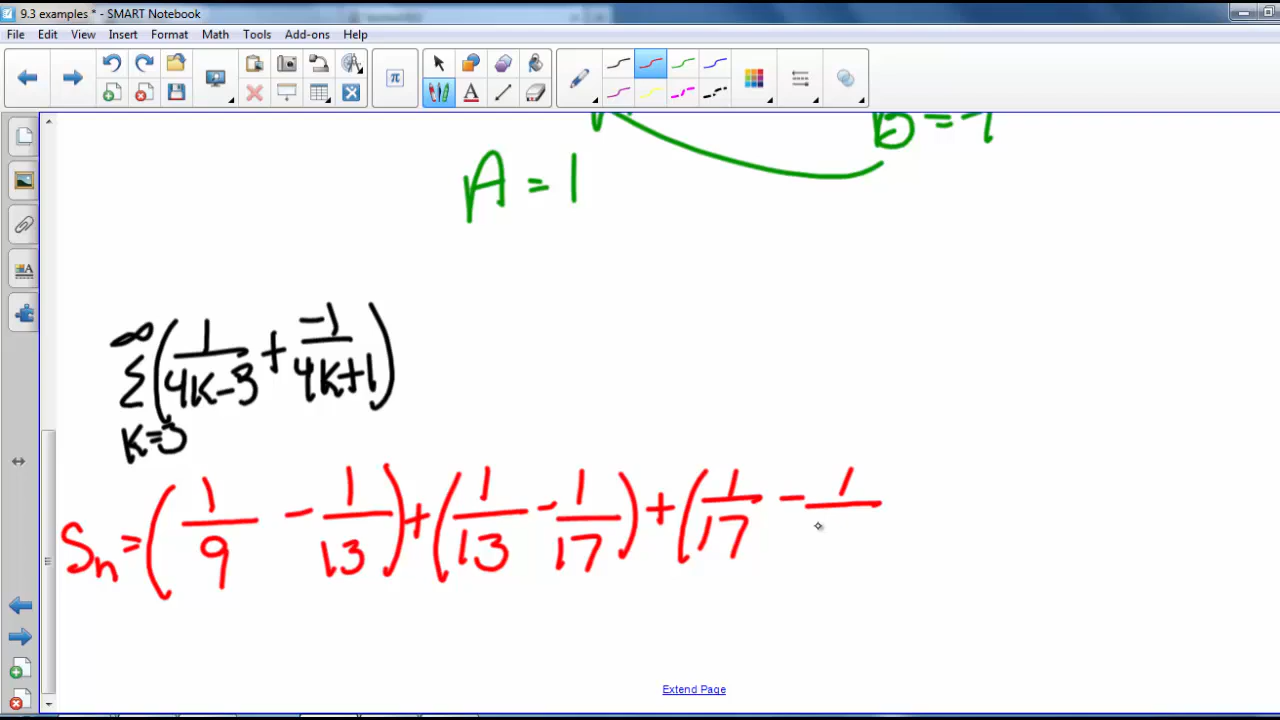 9.3 examples * - SMART Notebook
File Edit View Insert Format Math Tools Add-ons Help
π
A
B = -1
A = 1
∞
Σ ( 1/(4K-3) + -1/(4K+1) )
K=3
Sn = ( 1/9 - 1/13 ) + ( 1/13 - 1/17 ) + ( 1/17 - 1/
Extend Page